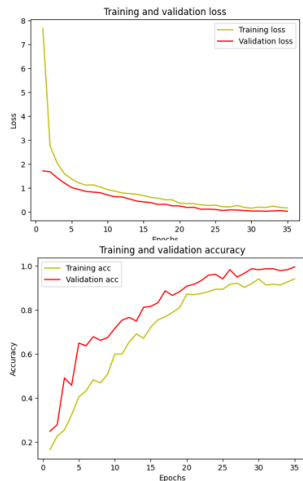 Training and validation loss
8
7
6
5
4
3
2
1
0
Loss
Training loss
Validation loss
0 5 10 15 20 25 30 35
Epochs
Training and validation accuracy
1.0
0.8
0.6
0.4
0.2
Accuracy
Training acc
Validation acc
0 5 10 15 20 25 30 35
Epochs